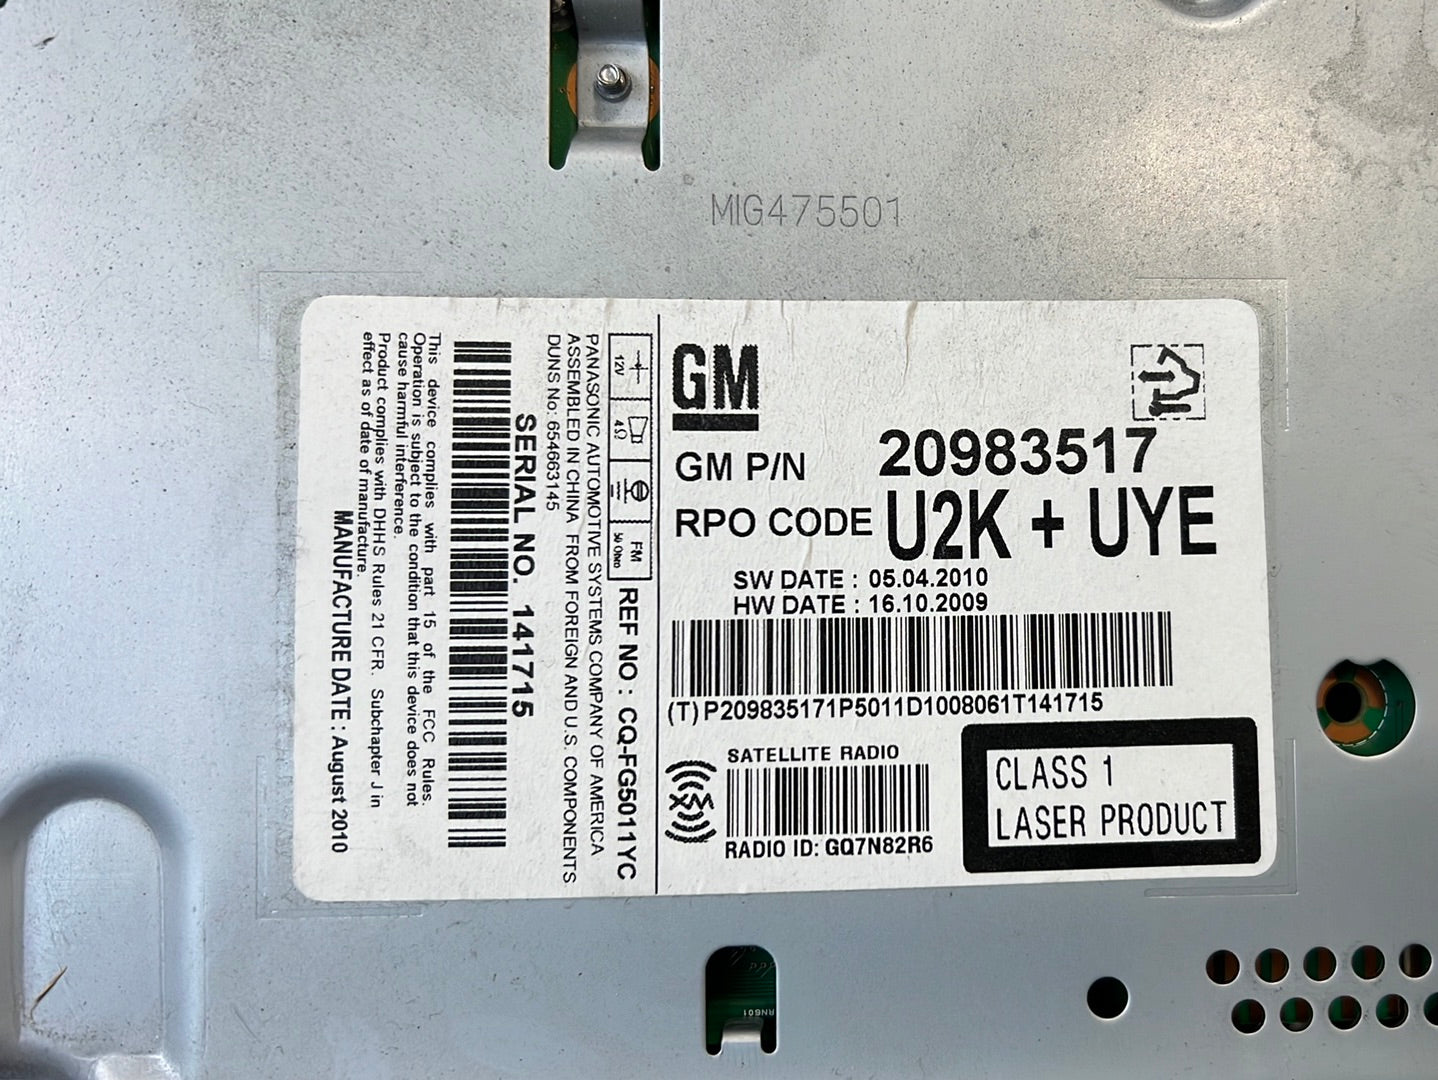 MIG475501
GM
GM P/N 20983517
RPO CODE U2K + UYE
SW DATE : 05.04.2010
HW DATE : 16.10.2009
(T) P209835171P5011D1008061T141715
SATELLITE RADIO
RADIO ID: GQ7N82R6
CLASS 1
LASER PRODUCT
12V 4Ω FM
REF NO : CQ-FG5011YC
PANASONIC AUTOMOTIVE SYSTEMS COMPANY OF AMERICA
ASSEMBLED IN CHINA FROM FOREIGN AND U.S. COMPONENTS
DUNS No: 654663145
SERIAL NO. 141715
This device complies with part 15 of the FCC Rules.
Operation is subject to the condition that this device does not
cause harmful interference.
Product complies with DHHS Rules 21 CFR. Subchapter J in
effect as of date of manufacture.
MANUFACTURE DATE : August 2010
RN601